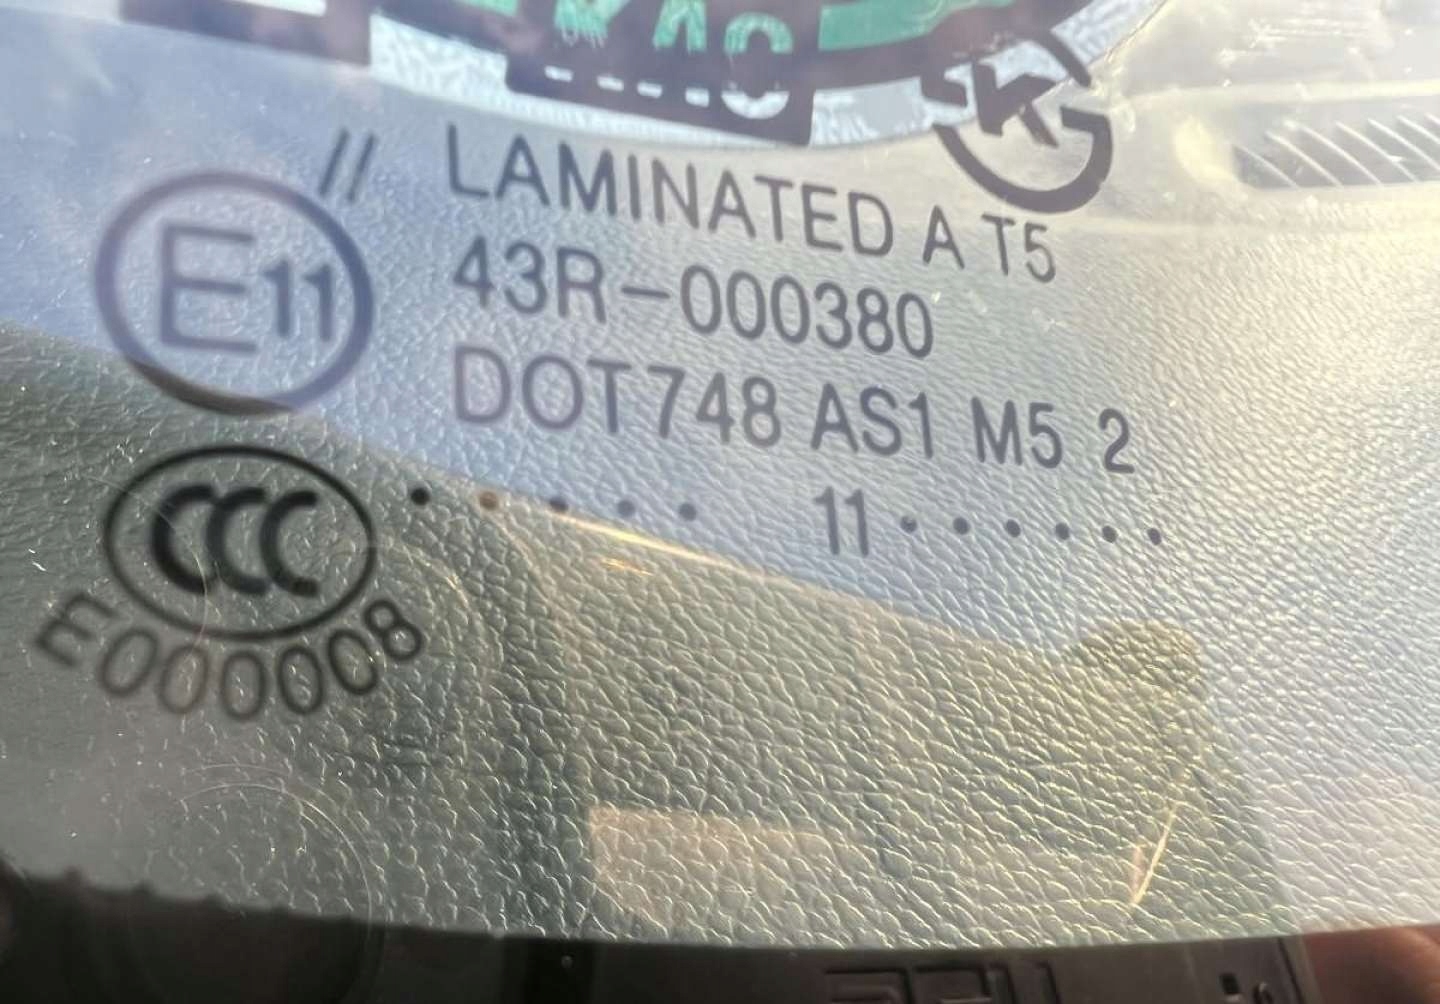 // LAMINATED A T5
E11
43R-000380
DOT748 AS1 M5 2
CCC
..... 11 ......
E000008